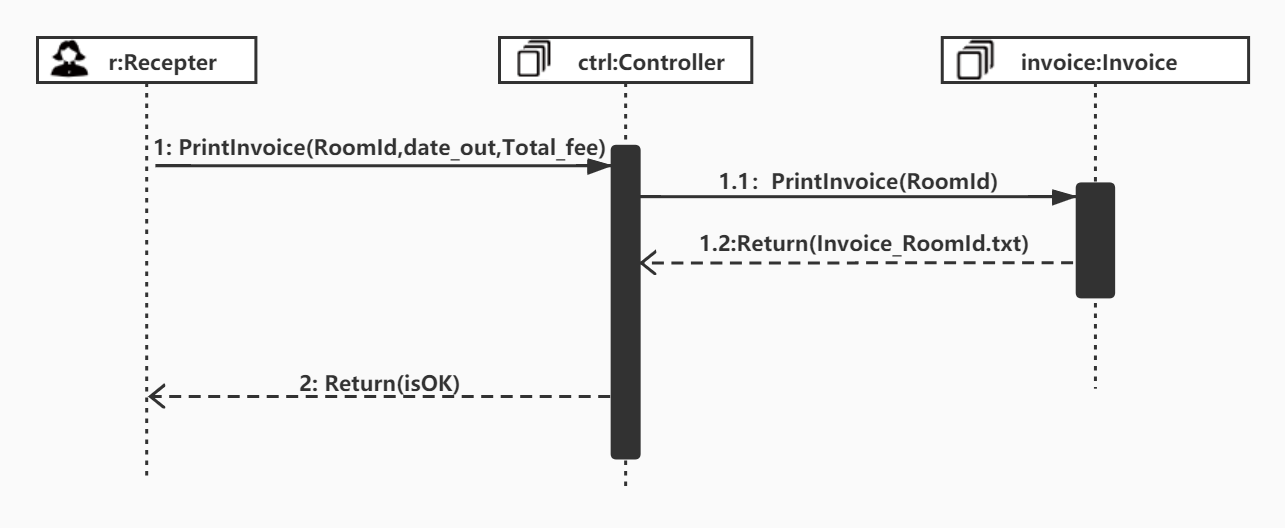 r:Recepter
ctrl:Controller
invoice:Invoice
1: PrintInvoice(RoomId,date_out,Total_fee)
1.1: PrintInvoice(RoomId)
1.2:Return(Invoice_RoomId.txt)
2: Return(isOK)